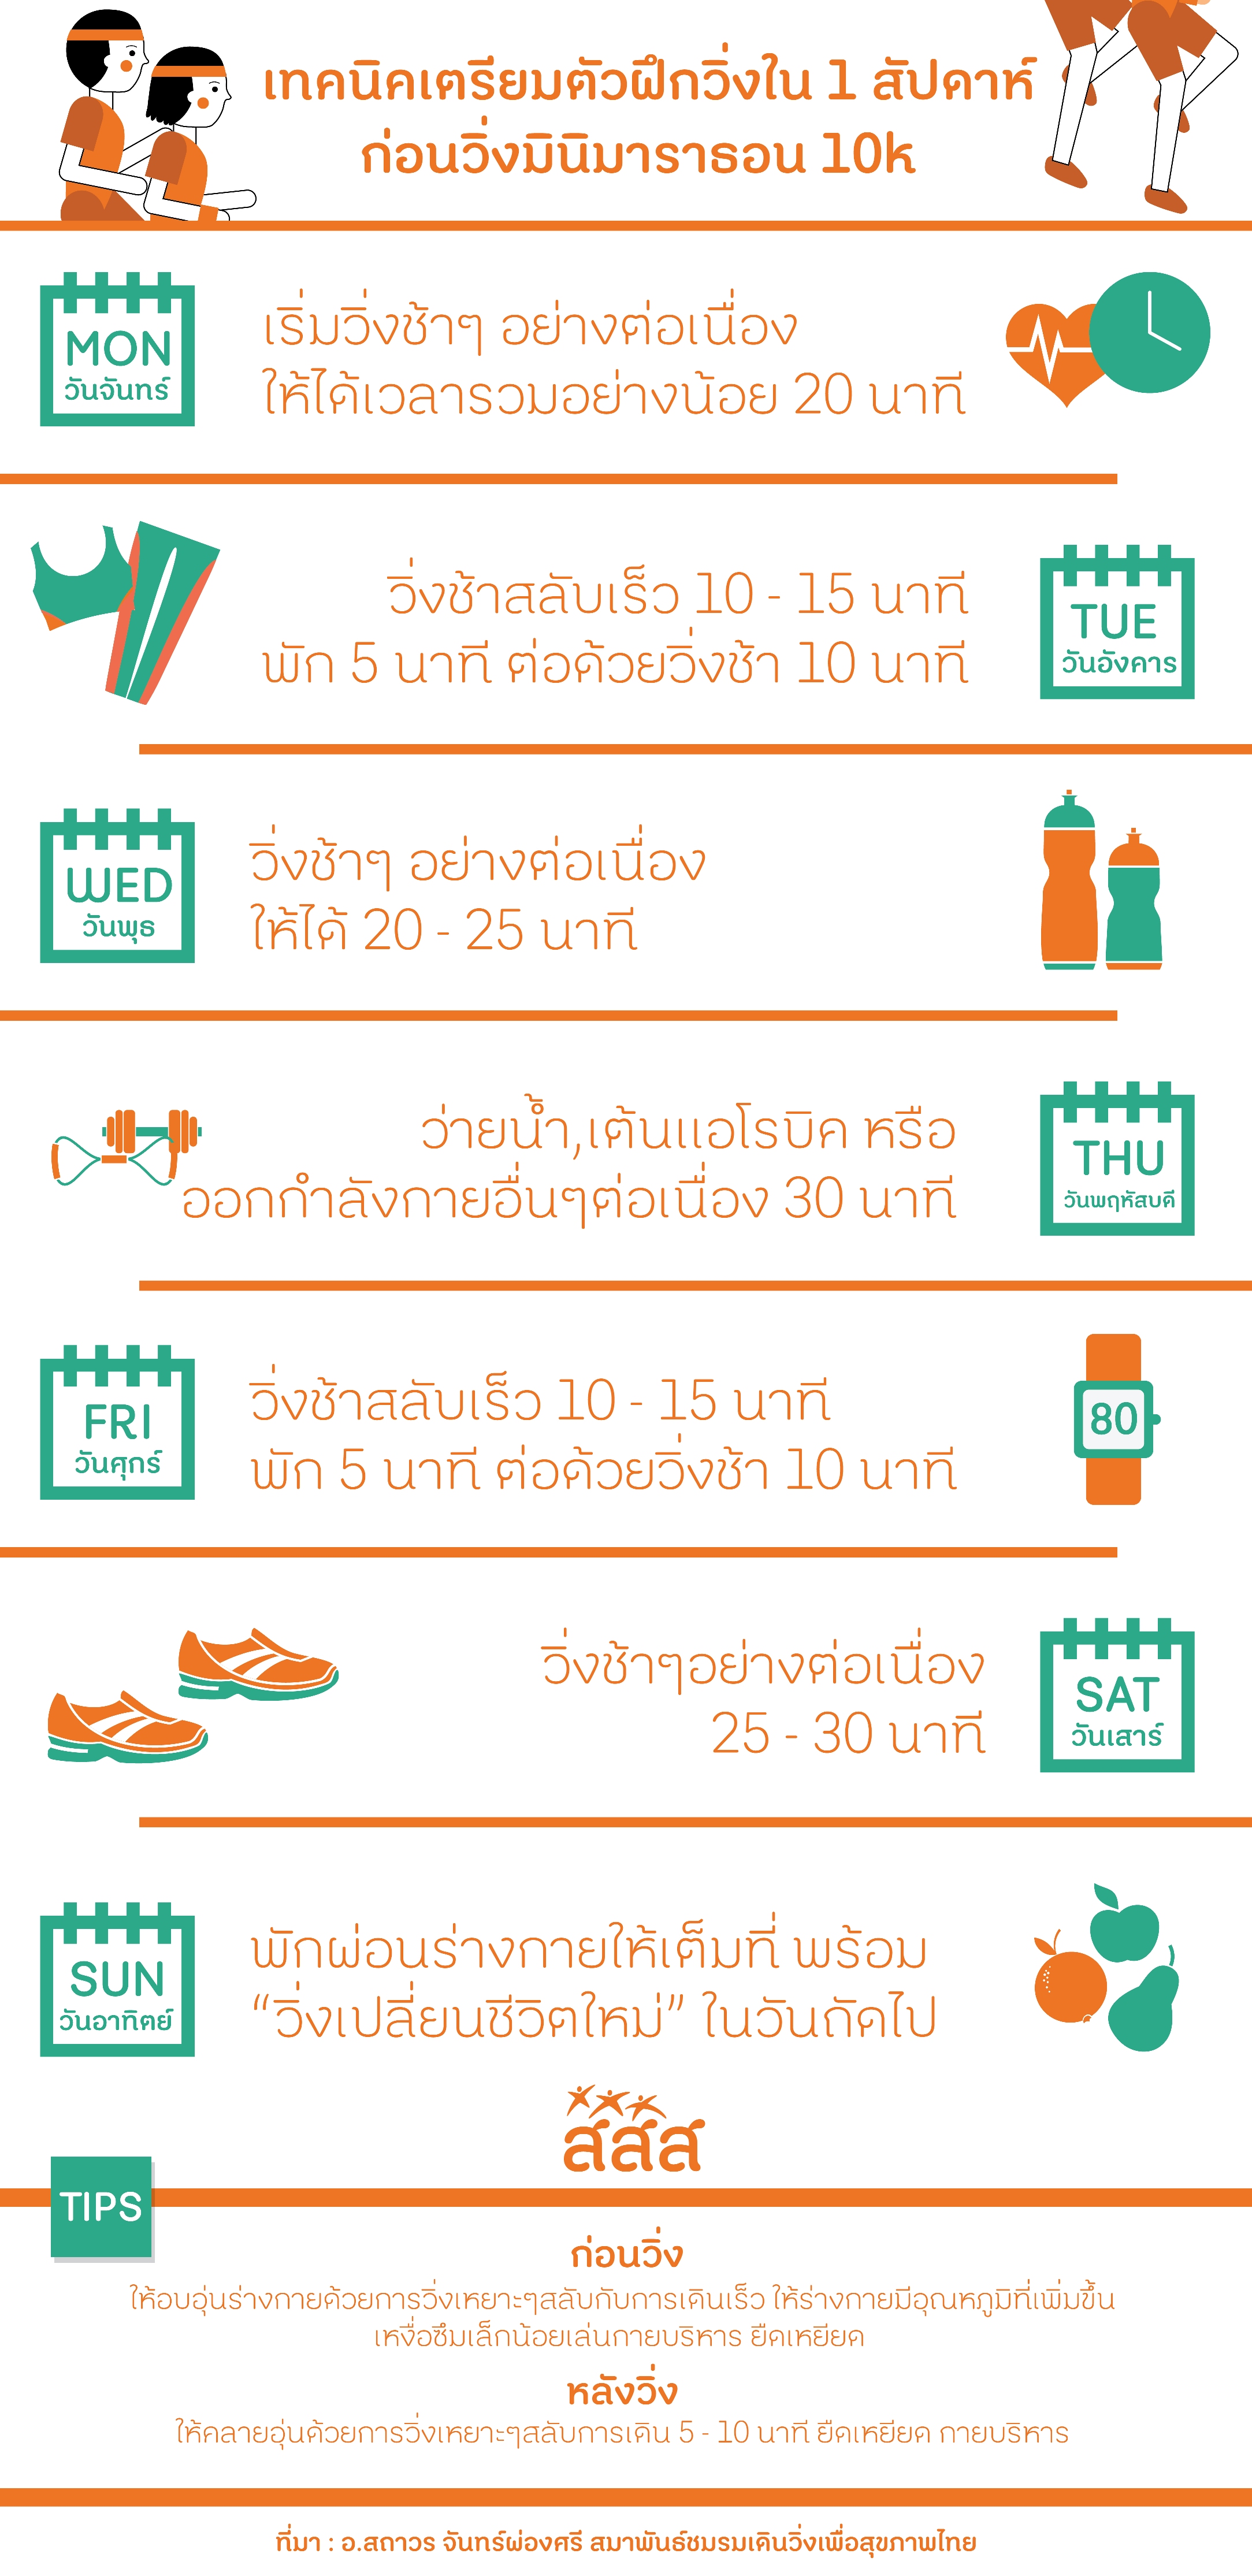 เทคนิคเตรียมตัวฝึกวิ่งใน 1 สัปดาห์
ก่อนวิ่งมินิมาราธอน 10k
MON
วันจันทร์
เริ่มวิ่งช้าๆ อย่างต่อเนื่อง
ให้ได้เวลารวมอย่างน้อย 20 นาที
วิ่งช้าสลับเร็ว 10 - 15 นาที
พัก 5 นาที ต่อด้วยวิ่งช้า 10 นาที
TUE
วันอังคาร
WED
วันพุธ
วิ่งช้าๆ อย่างต่อเนื่อง
ให้ได้ 20 - 25 นาที
ว่ายน้ำ,เต้นแอโรบิค หรือ
ออกกำลังกายอื่นๆต่อเนื่อง 30 นาที
THU
วันพฤหัสบดี
FRI
วันศุกร์
วิ่งช้าสลับเร็ว 10 - 15 นาที
พัก 5 นาที ต่อด้วยวิ่งช้า 10 นาที
80
วิ่งช้าๆอย่างต่อเนื่อง
25 - 30 นาที
SAT
วันเสาร์
SUN
วันอาทิตย์
พักผ่อนร่างกายให้เต็มที่ พร้อม
“วิ่งเปลี่ยนชีวิตใหม่” ในวันถัดไป
สสส
TIPS
ก่อนวิ่ง
ให้อบอุ่นร่างกายด้วยการวิ่งเหยาะๆสลับกับการเดินเร็ว ให้ร่างกายมีอุณหภูมิที่เพิ่มขึ้น
เหงื่อซึมเล็กน้อยเล่นกายบริหาร ยืดเหยียด
หลังวิ่ง
ให้คลายอุ่นด้วยการวิ่งเหยาะๆสลับการเดิน 5 - 10 นาที ยืดเหยียด กายบริหาร
ที่มา : อ.สถาวร จันทร์ผ่องศรี สมาพันธ์ชมรมเดินวิ่งเพื่อสุขภาพไทย